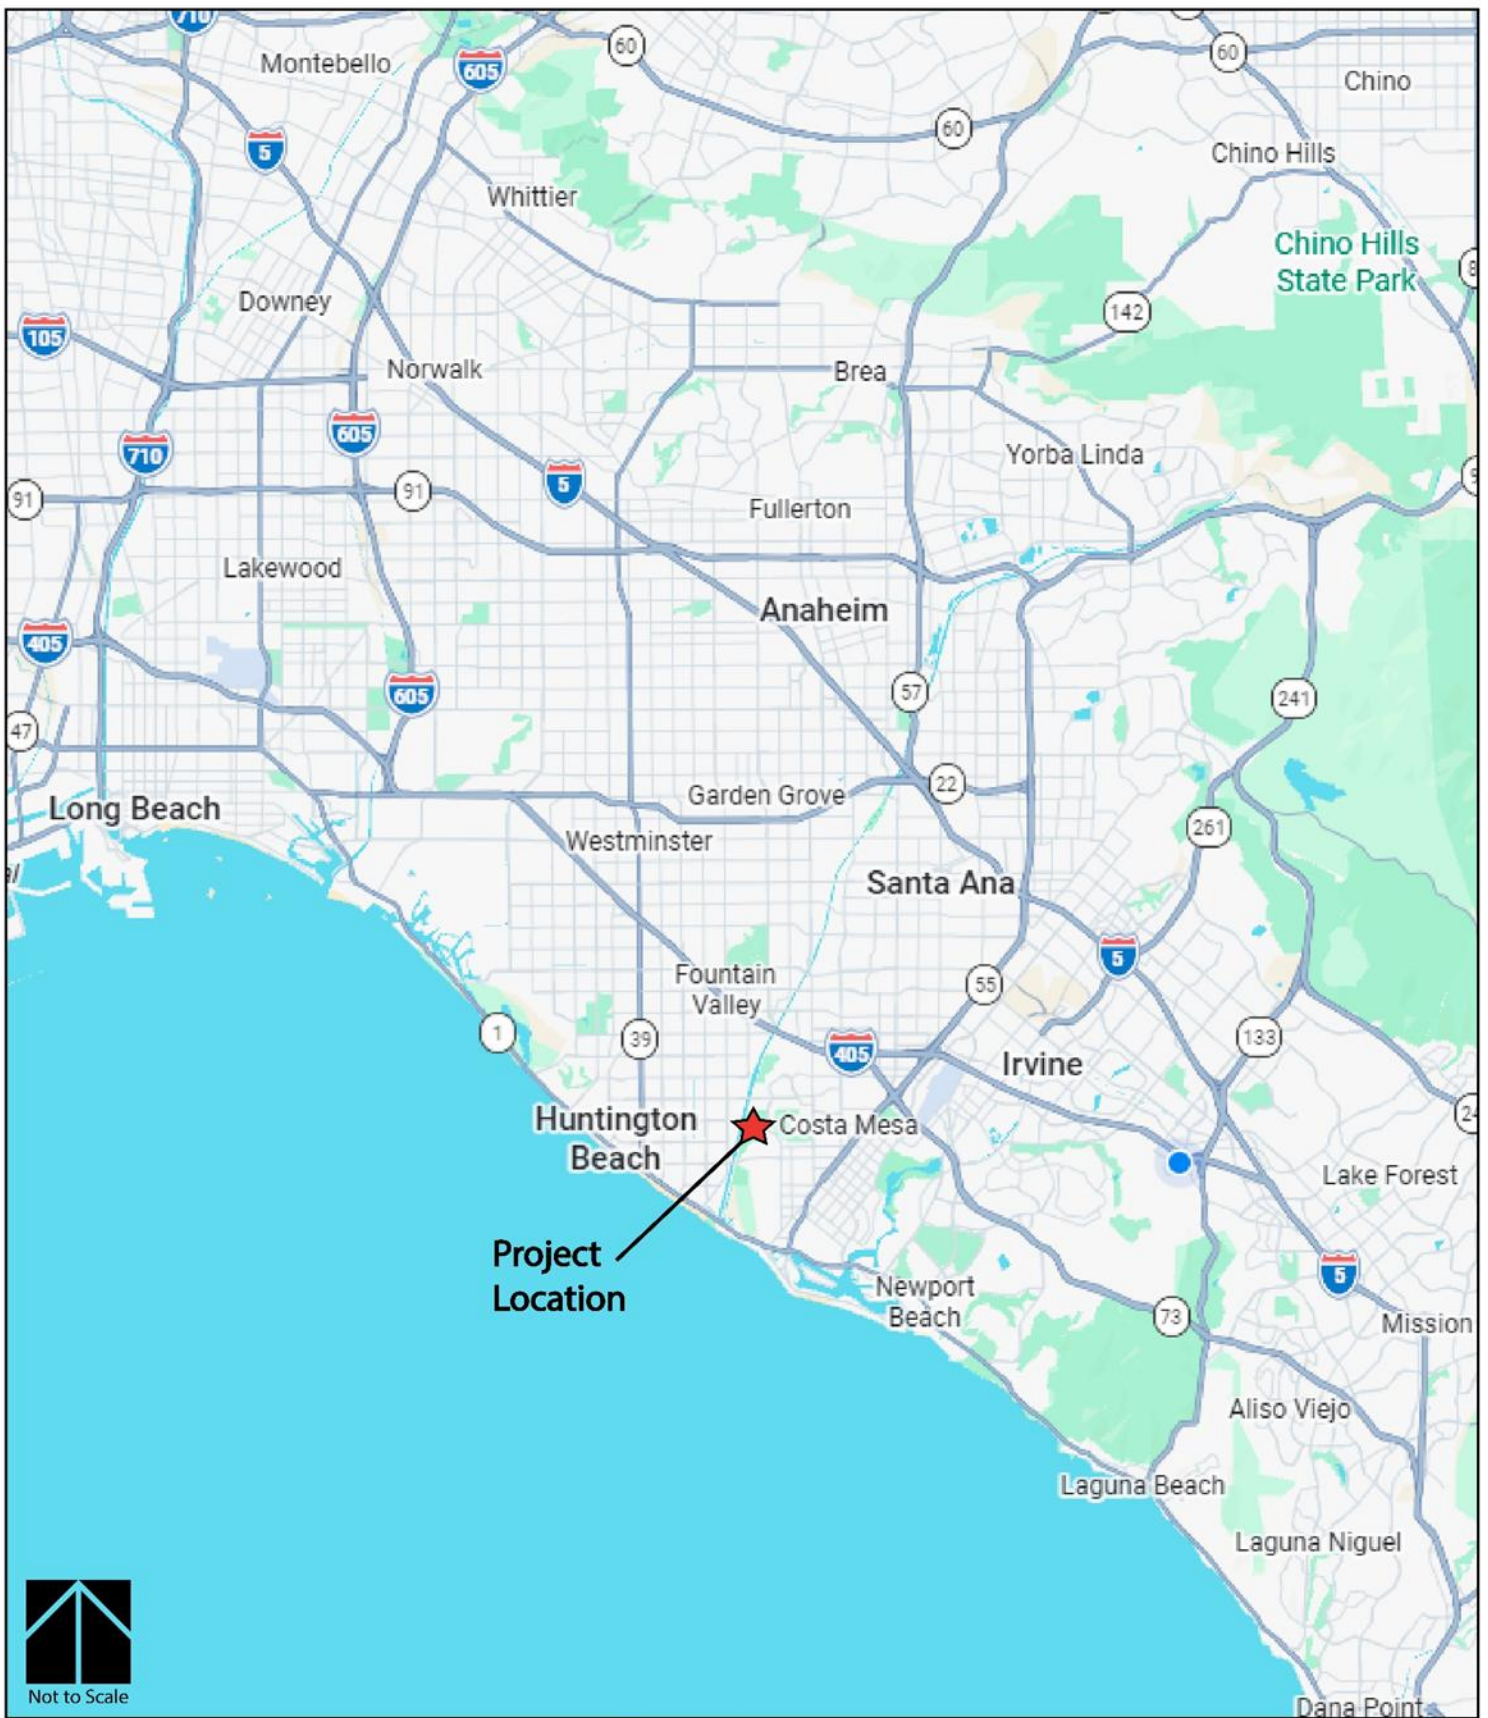 710
Montebello
605
60
60
Chino
5
60
Chino Hills
Whittier
Chino Hills
State Park
8
Downey
142
105
Norwalk
Brea
605
710
Yorba Linda
5
91
91
9
Fullerton
Lakewood
Anaheim
405
605
57
241
47
22
Garden Grove
Long Beach
261
Westminster
Santa Ana
5
Fountain
Valley
55
1
39
405
133
Irvine
24
Huntington
Beach
Costa Mesa
Lake Forest
Project
Location
5
Newport
Beach
73
Mission
Aliso Viejo
Laguna Beach
Laguna Niguel
Not to Scale
Dana Point